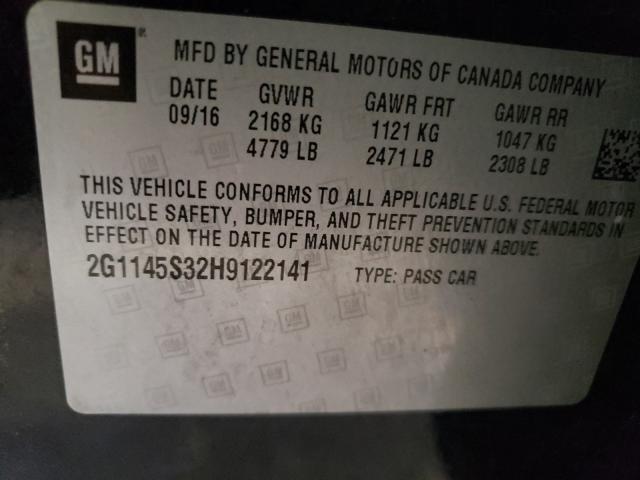 GM
MFD BY GENERAL MOTORS OF CANADA COMPANY
DATE GVWR GAWR FRT GAWR RR
09/16 2168 KG 1121 KG 1047 KG
4779 LB 2471 LB 2308 LB
THIS VEHICLE CONFORMS TO ALL APPLICABLE U.S. FEDERAL MOTOR
VEHICLE SAFETY, BUMPER, AND THEFT PREVENTION STANDARDS IN
EFFECT ON THE DATE OF MANUFACTURE SHOWN ABOVE.
2G1145S32H9122141 TYPE: PASS CAR